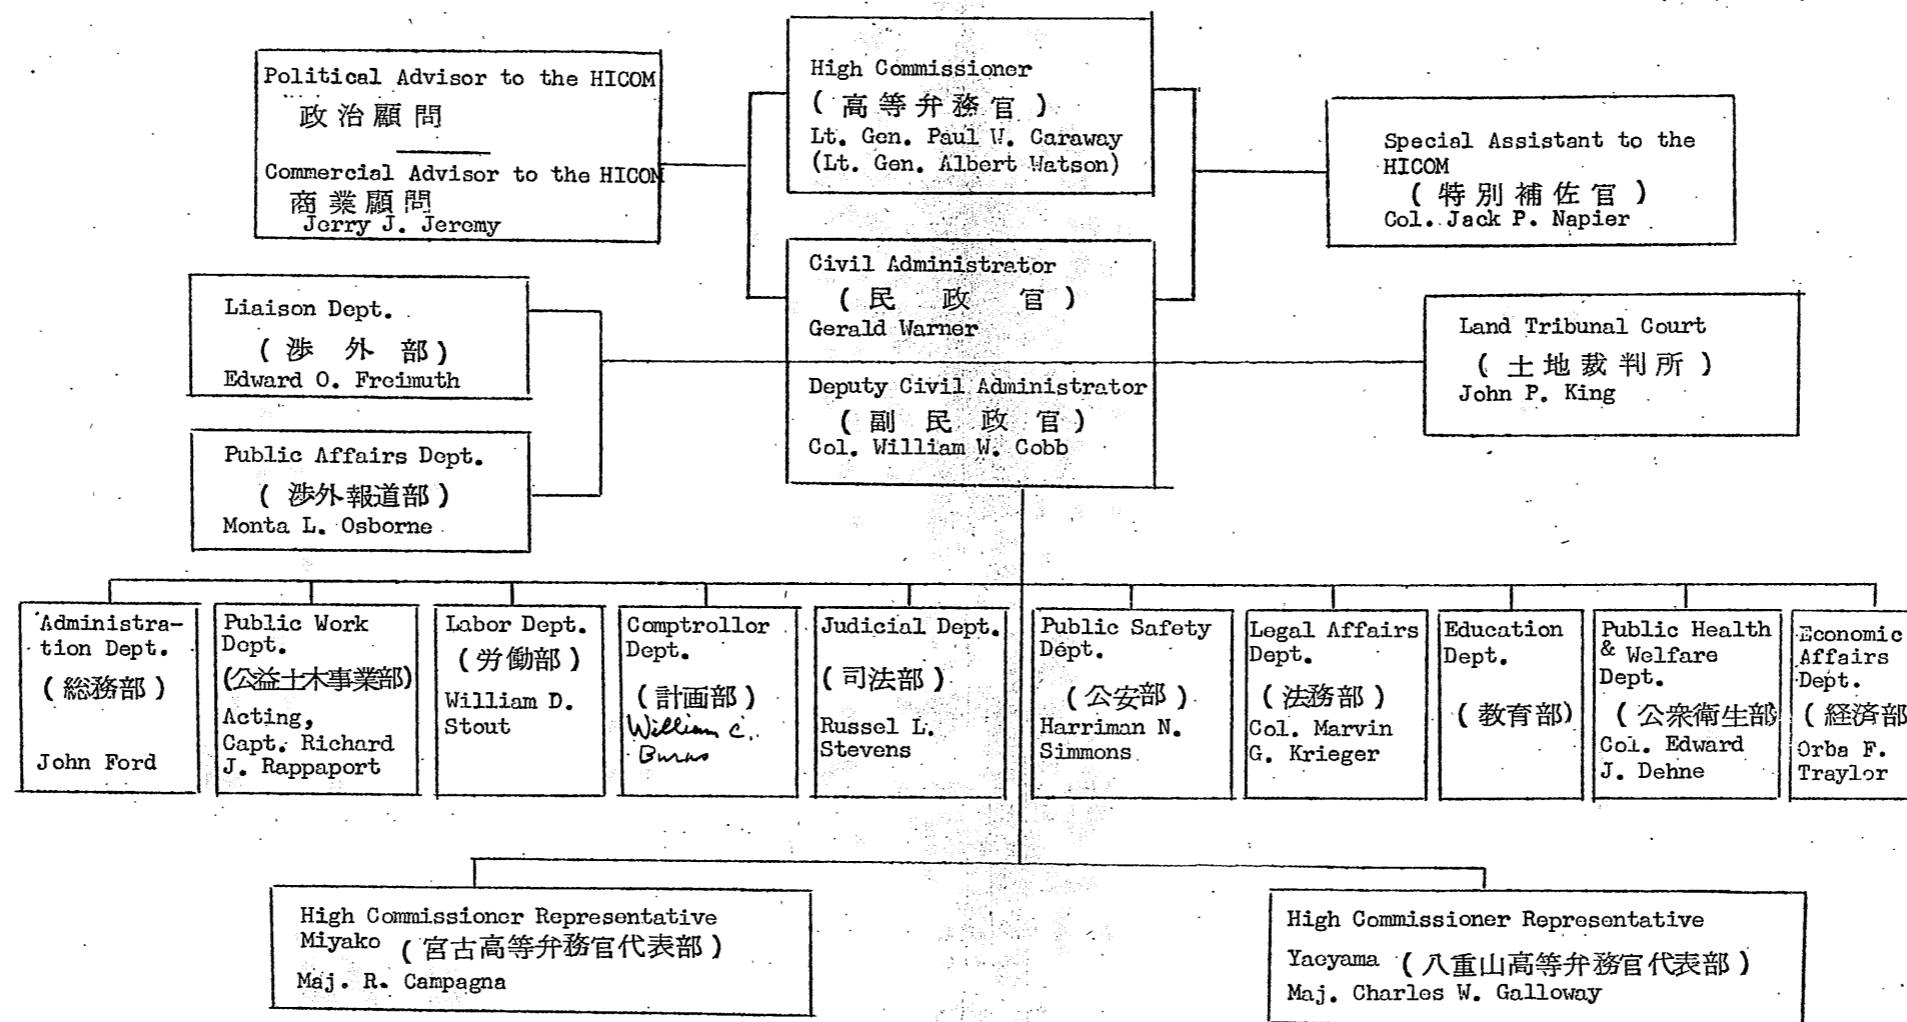 Political Advisor to the HICOM
政治顧問
Commercial Advisor to the HICOM
商業顧問
Jerry J. Jeremy
High Commissioner
(高等弁務官)
Lt. Gen. Paul W. Caraway
(Lt. Gen. Albert Watson)
Special Assistant to the
HICOM
(特別補佐官)
Col. Jack P. Napier
Liaison Dept.
(渉外部)
Edward O. Freimuth
Civil Administrator
(民政官)
Gerald Warner
Deputy Civil Administrator
(副民政官)
Col. William W. Cobb
Land Tribunal Court
(土地裁判所)
John P. King
Public Affairs Dept.
(渉外報道部)
Monta L. Osborne
Administra-
tion Dept.
(総務部)
John Ford
Public Work
Dept.
(公益土木事業部)
Acting,
Capt. Richard
J. Rappaport
Labor Dept.
(労働部)
William D.
Stout
Comptrollor
Dept.
(計画部)
William C.
Burns
Judicial Dept.
(司法部)
Russel L.
Stevens
Public Safety
Dept.
(公安部)
Harriman N.
Simmons
Legal Affairs
Dept.
(法務部)
Col. Marvin
G. Krieger
Education
Dept.
(教育部)
Public Health
& Welfare
Dept.
(公衆衛生部
Col. Edward
J. Dehne
Economic
Affairs
Dept.
(経済部
Orba F.
Traylor
High Commissioner Representative
Miyako (宮古高等弁務官代表部)
Maj. R. Campagna
High Commissioner Representative
Yaeyama (八重山高等弁務官代表部)
Maj. Charles W. Galloway